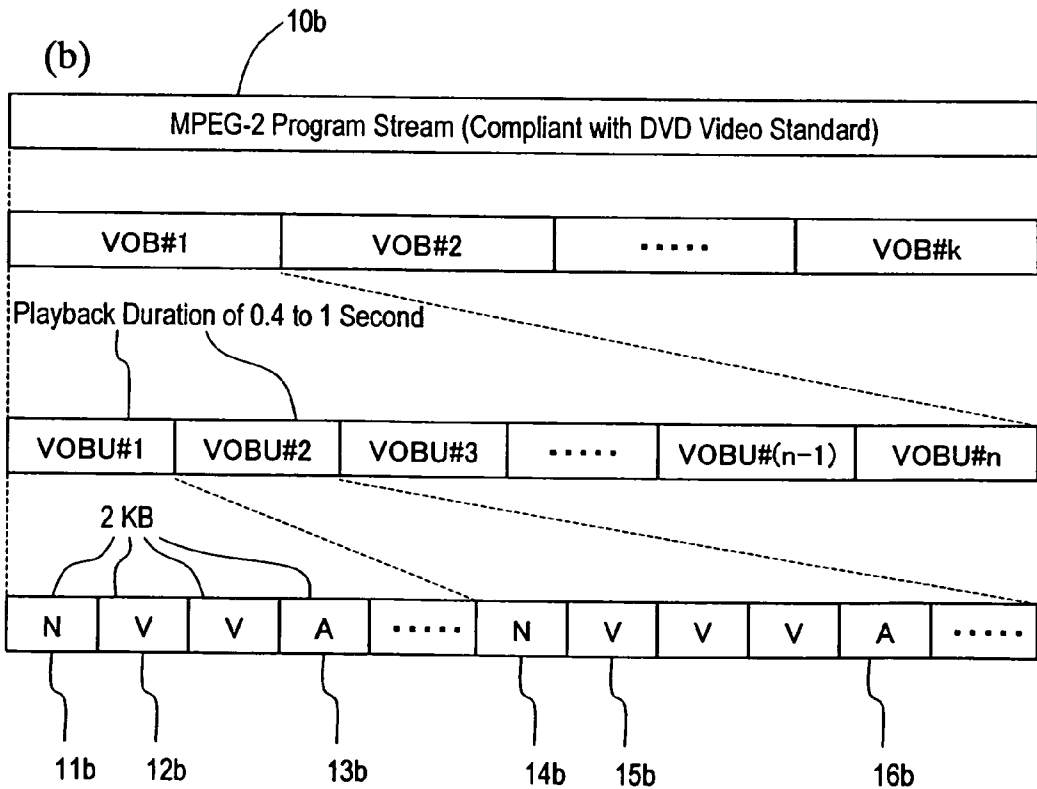 10b
(b)
MPEG-2 Program Stream (Compliant with DVD Video Standard)
VOB#1 VOB#2 ..... VOB#k
Playback Duration of 0.4 to 1 Second
VOBU#1 VOBU#2 VOBU#3 ..... VOBU#(n-1) VOBU#n
2 KB
N V V A ..... N V V V A .....
11b 12b 13b 14b 15b 16b